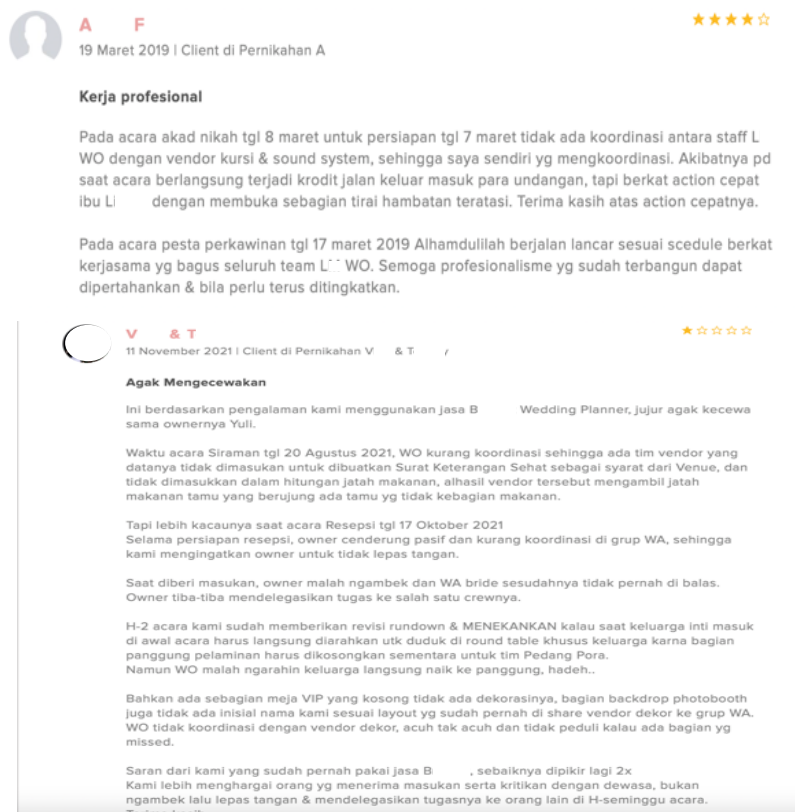 A F
19 Maret 2019 | Client di Pernikahan A
Kerja profesional
Pada acara akad nikah tgl 8 maret untuk persiapan tgl 7 maret tidak ada koordinasi antara staff L
WO dengan vendor kursi & sound system, sehingga saya sendiri yg mengkoordinasi. Akibatnya pd
saat acara berlangsung terjadi krodit jalan keluar masuk para undangan, tapi berkat action cepat
ibu Li dengan membuka sebagian tirai hambatan teratasi. Terima kasih atas action cepatnya.
Pada acara pesta perkawinan tgl 17 maret 2019 Alhamdulilah berjalan lancar sesuai scedule berkat
kerjasama yg bagus seluruh team L WO. Semoga profesionalisme yg sudah terbangun dapat
dipertahankan & bila perlu terus ditingkatkan.
V & T
11 November 2021 | Client di Pernikahan V & T
Agak Mengecewakan
Ini berdasarkan pengalaman kami menggunakan jasa B Wedding Planner, jujur agak kecewa
sama ownernya Yuli.
Waktu acara Siraman tgl 20 Agustus 2021, WO kurang koordinasi sehingga ada tim vendor yang
datanya tidak dimasukan untuk dibuatkan Surat Keterangan Sehat sebagai syarat dari Venue, dan
tidak dimasukkan dalam hitungan jatah makanan, alhasil vendor tersebut mengambil jatah
makanan tamu yang berujung ada tamu yg tidak kebagian makanan.
Tapi lebih kacaunya saat acara Resepsi tgl 17 Oktober 2021
Selama persiapan resepsi, owner cenderung pasif dan kurang koordinasi di grup WA, sehingga
kami mengingatkan owner untuk tidak lepas tangan.
Saat diberi masukan, owner malah ngambek dan WA bride sesudahnya tidak pernah di balas.
Owner tiba-tiba mendelegasikan tugas ke salah satu crewnya.
H-2 acara kami sudah memberikan revisi rundown & MENEKANKAN kalau saat keluarga inti masuk
di awal acara harus langsung diarahkan utk duduk di round table khusus keluarga karna bagian
panggung pelaminan harus dikosongkan sementara untuk tim Pedang Pora.
Namun WO malah ngarahin keluarga langsung naik ke panggung, hadeh..
Bahkan ada sebagian meja VIP yang kosong tidak ada dekorasinya, bagian backdrop photobooth
juga tidak ada inisial nama kami sesuai layout yg sudah pernah di share vendor dekor ke grup WA.
WO tidak koordinasi dengan vendor dekor, acuh tak acuh dan tidak peduli kalau ada bagian yg
missed.
Saran dari kami yang sudah pernah pakai jasa B , sebaiknya dipikir lagi 2x
Kami lebih menghargai orang yg menerima masukan serta kritikan dengan dewasa, bukan
ngambek lalu lepas tangan & mendelegasikan tugasnya ke orang lain di H-seminggu acara.